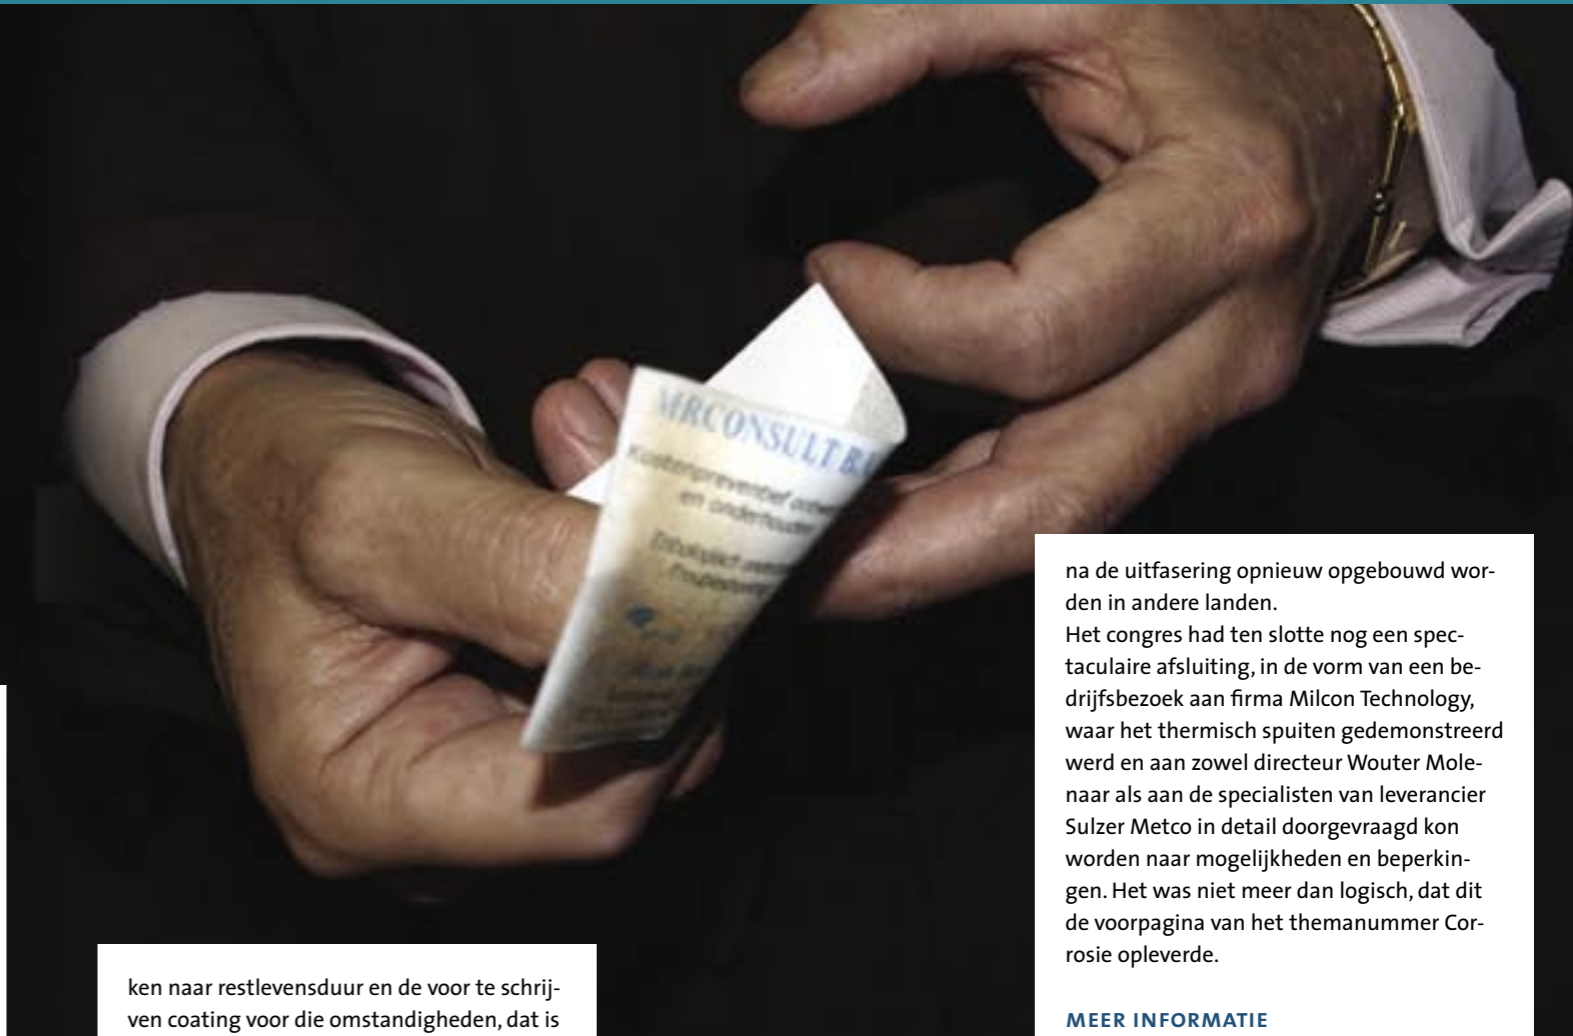 MRCONSULT B.
Kostenpreventief
en onderhouden
ken naar restlevensduur en de voor te schrij-
ven coating voor die omstandigheden, dat is
na de uitfasering opnieuw opgebouwd wor-
den in andere landen.
Het congres had ten slotte nog een spec-
taculaire afsluiting, in de vorm van een be-
drijfsbezoek aan firma Milcon Technology,
waar het thermisch spuiten gedemonstreerd
werd en aan zowel directeur Wouter Mole-
naar als aan de specialisten van leverancier
Sulzer Metco in detail doorgevraagd kon
worden naar mogelijkheden en beperkin-
gen. Het was niet meer dan logisch, dat dit
de voorpagina van het themanummer Cor-
rosie opleverde.
MEER INFORMATIE